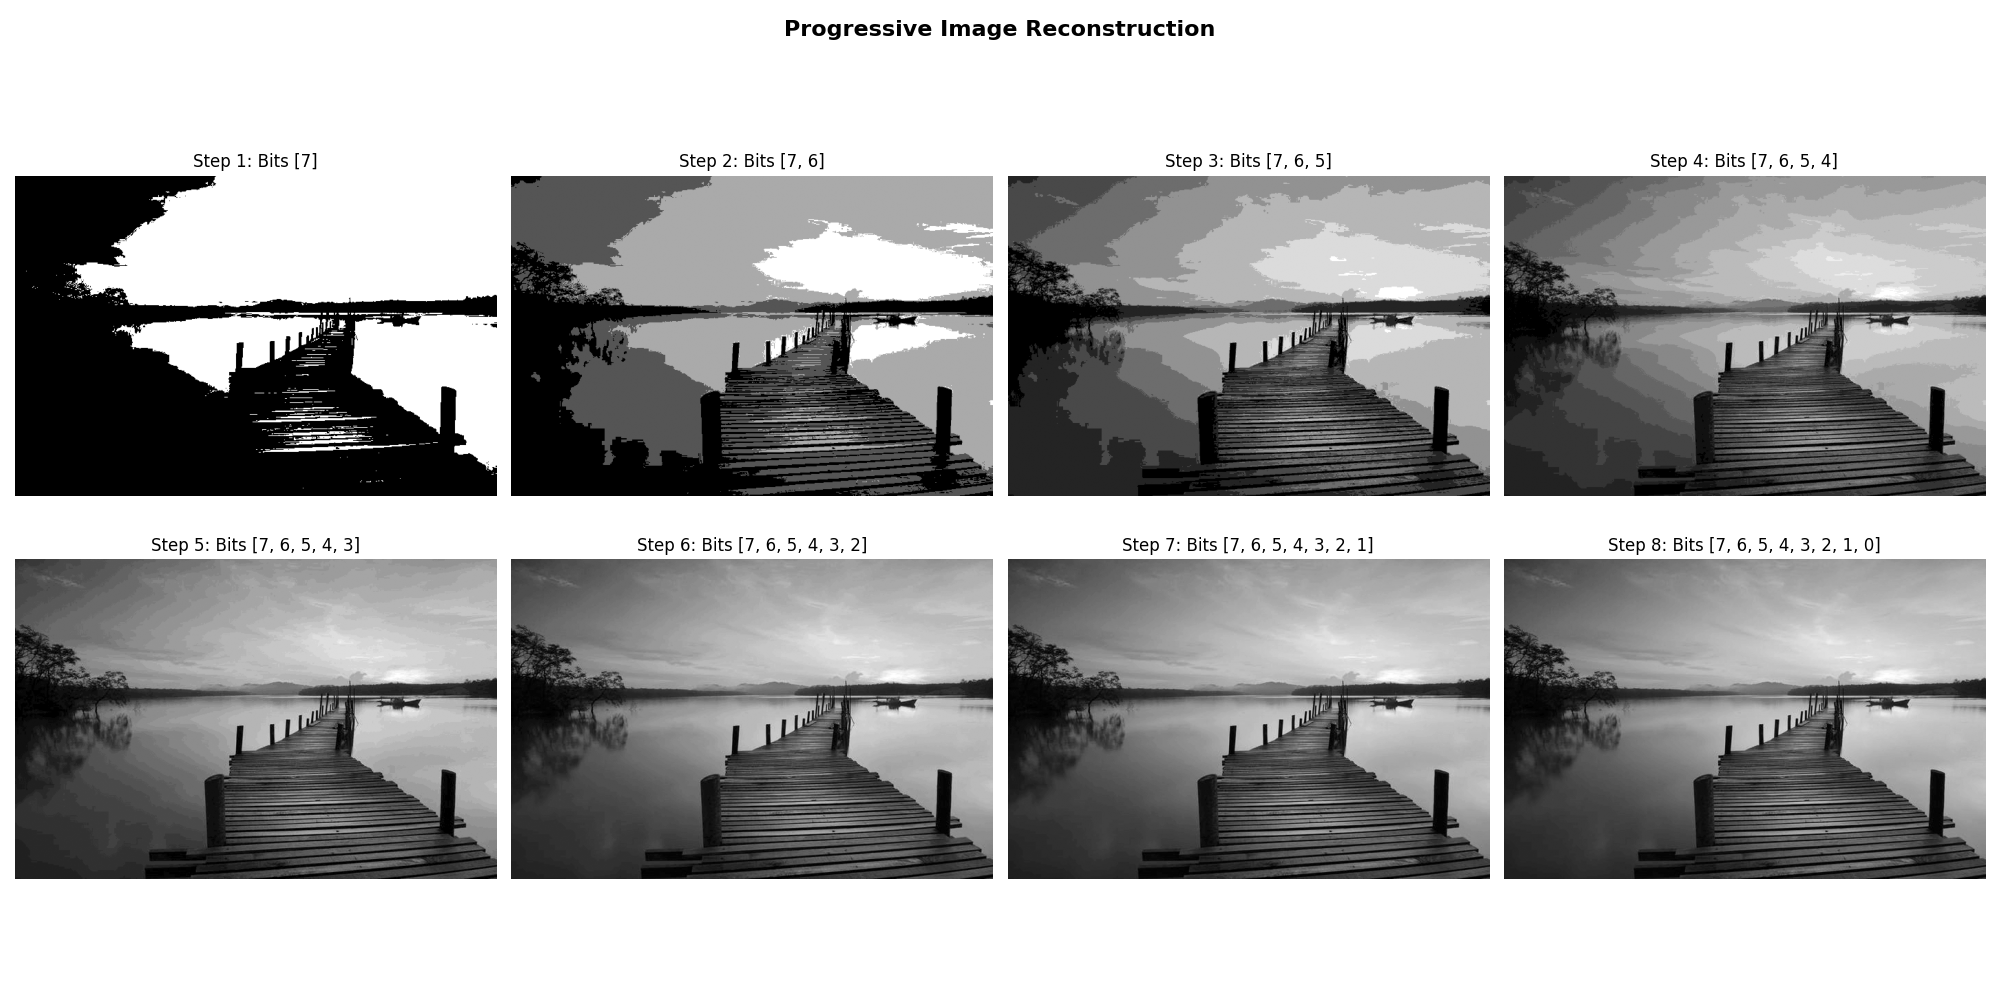 Progressive Image Reconstruction
Step 1: Bits [7]
Step 2: Bits [7, 6]
Step 3: Bits [7, 6, 5]
Step 4: Bits [7, 6, 5, 4]
Step 5: Bits [7, 6, 5, 4, 3]
Step 6: Bits [7, 6, 5, 4, 3, 2]
Step 7: Bits [7, 6, 5, 4, 3, 2, 1]
Step 8: Bits [7, 6, 5, 4, 3, 2, 1, 0]